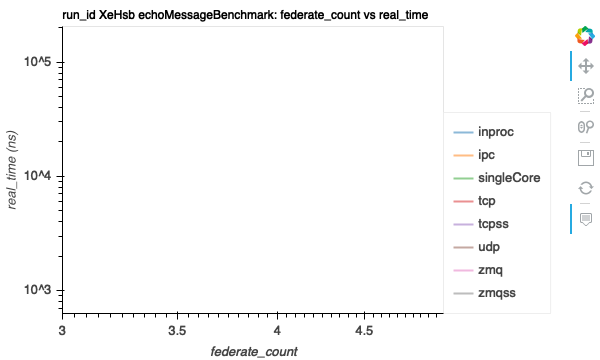 run_id XeHsb echoMessageBenchmark: federate_count vs real_time
10^5
10^4
10^3
real_time (ns)
3
3.5
4
4.5
federate_count
inproc
ipc
singleCore
tcp
tcpss
udp
zmq
zmqss